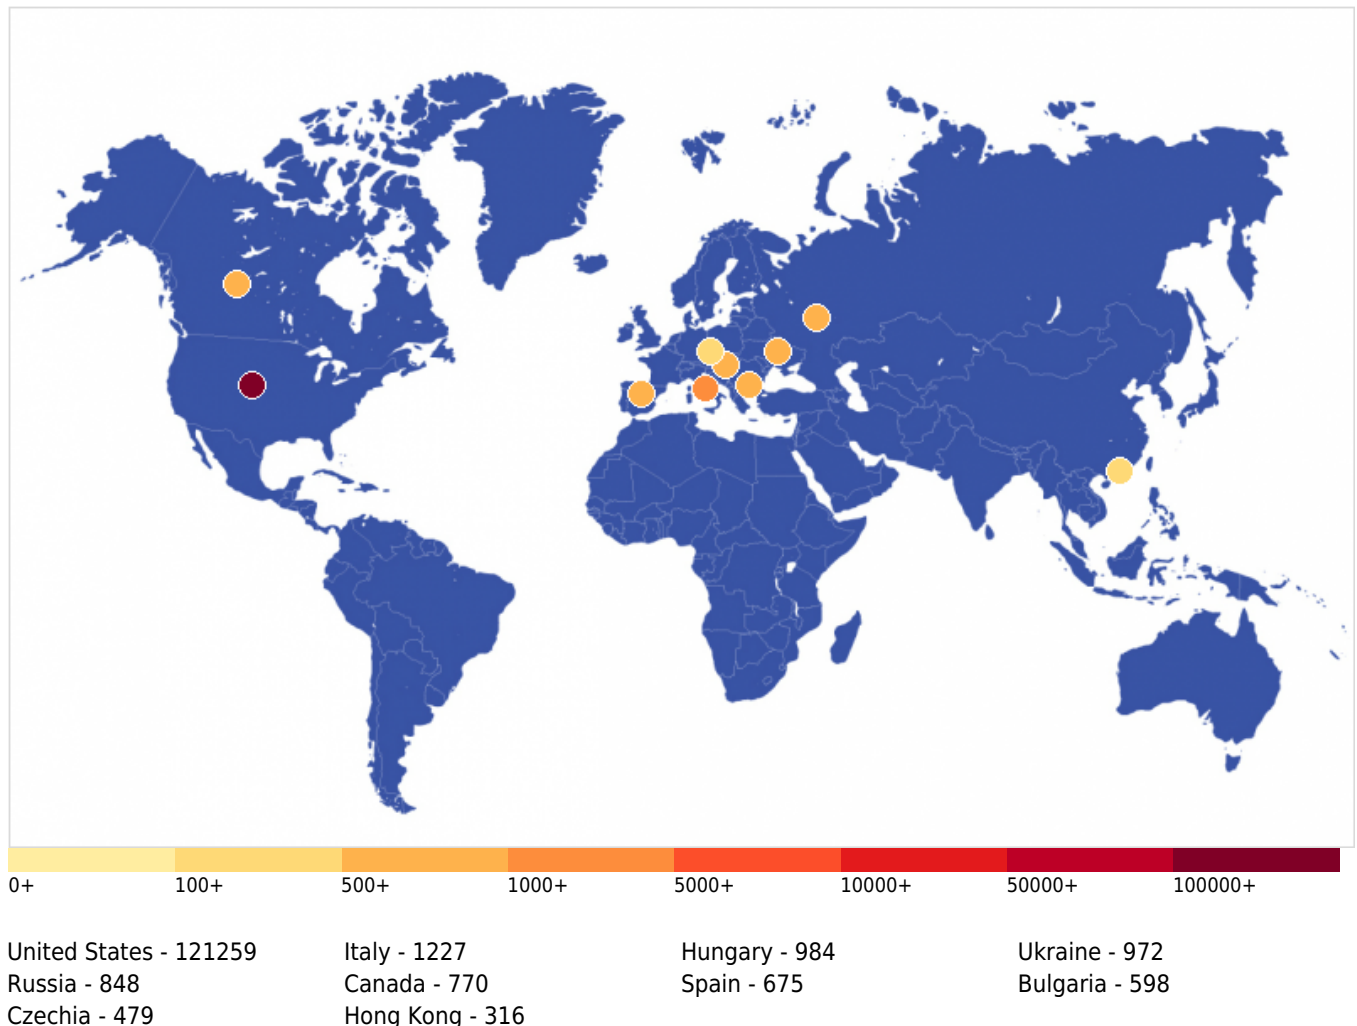 0+ 100+ 500+ 1000+ 5000+ 10000+ 50000+ 100000+
United States - 121259 Italy - 1227 Hungary - 984 Ukraine - 972
Russia - 848 Canada - 770 Spain - 675 Bulgaria - 598
Czechia - 479 Hong Kong - 316